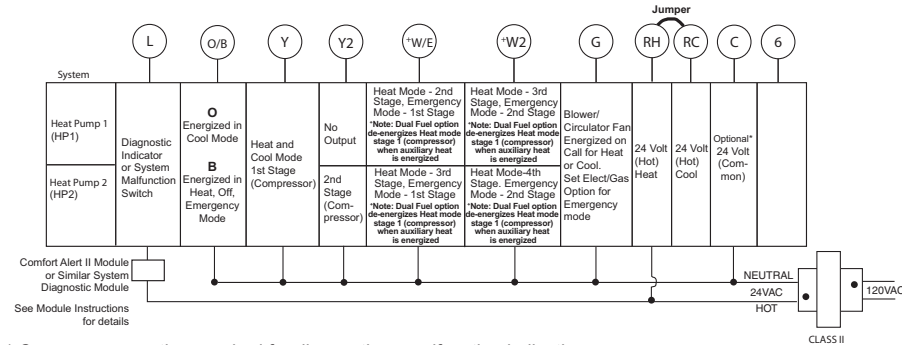 Jumper
L O/B Y Y2 +W/E +W2 G RH RC C 6
System
Heat Pump 1
(HP1)
Heat Pump 2
(HP2)
Diagnostic
Indicator
or System
Malfunction
Switch
O
Energized in
Cool Mode
B
Energized in
Heat, Off,
Emergency
Mode
Heat and
Cool Mode
1st Stage
(Compressor)
No
Output
2nd
Stage
(Com-
pressor)
Heat Mode - 2nd
Stage, Emergency
Mode - 1st Stage
*Note: Dual Fuel option
de-energizes Heat mode
stage 1 (compressor)
when auxiliary heat
is energized
Heat Mode - 3rd
Stage, Emergency
Mode - 1st Stage
*Note: Dual Fuel option
de-energizes Heat mode
stage 1 (compressor)
when auxiliary heat
is energized
Heat Mode - 3rd
Stage, Emergency
Mode - 2nd Stage
*Note: Dual Fuel option
de-energizes Heat mode
stage 1 (compressor)
when auxiliary heat
is energized
Heat Mode-4th
Stage. Emergency
Mode - 2nd Stage
*Note: Dual Fuel option
de-energizes Heat mode
stage 1 (compressor)
when auxiliary heat
is energized
Blower/
Circulator Fan
Energized on
Call for Heat
or Cool.
Set Elect/Gas
Option for
Emergency
mode
24 Volt
(Hot)
Heat
24 Volt
(Hot)
Cool
Optional*
24 Volt
(Com-
mon)
Comfort Alert II Module
or Similar System
Diagnostic Module
See Module Instructions
for details
NEUTRAL
24VAC
HOT
120VAC
CLASS II